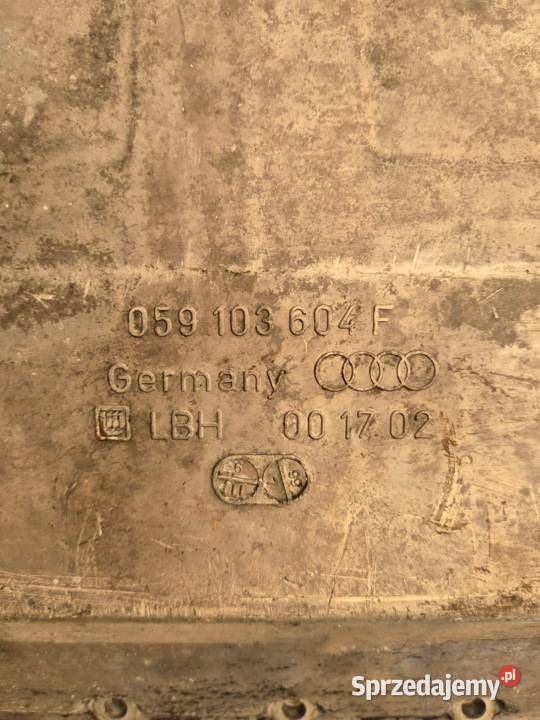 059 103 604 F
Germany
LBH 00 17.02
Sprzedajemy.pl